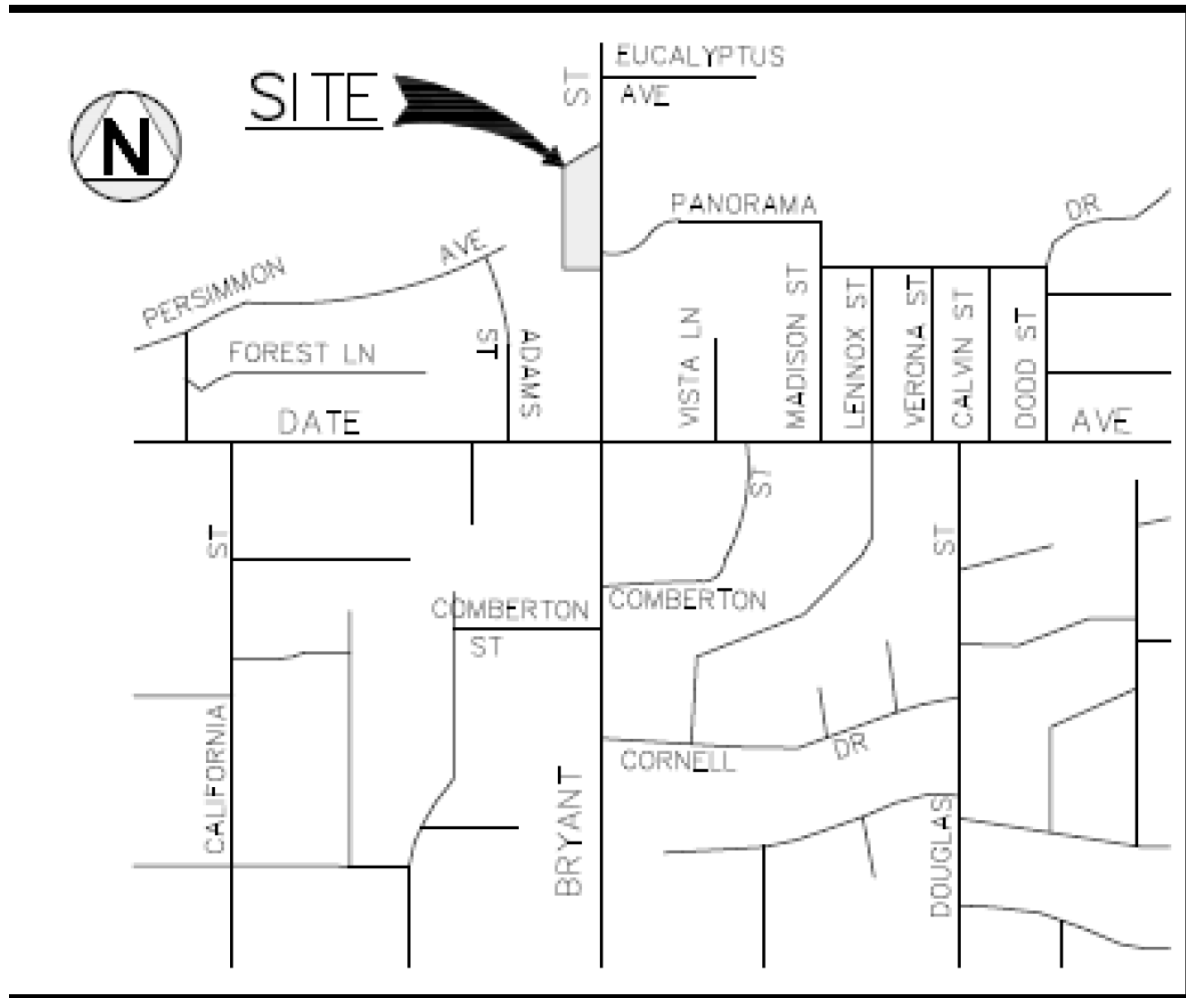 EUCALYPTUS
AVE
ST
SITE
N
PANORAMA
DR
AVE
PERSIMMON
FOREST LN
ST
ADAMS
VISTA LN
MADISON ST
LENNOX ST
VERONA ST
CALVIN ST
DODD ST
DATE
AVE
ST
ST
ST
COMBERTON
ST
COMBERTON
CALIFORNIA
CORNELL
DR
BRYANT
DOUGLAS